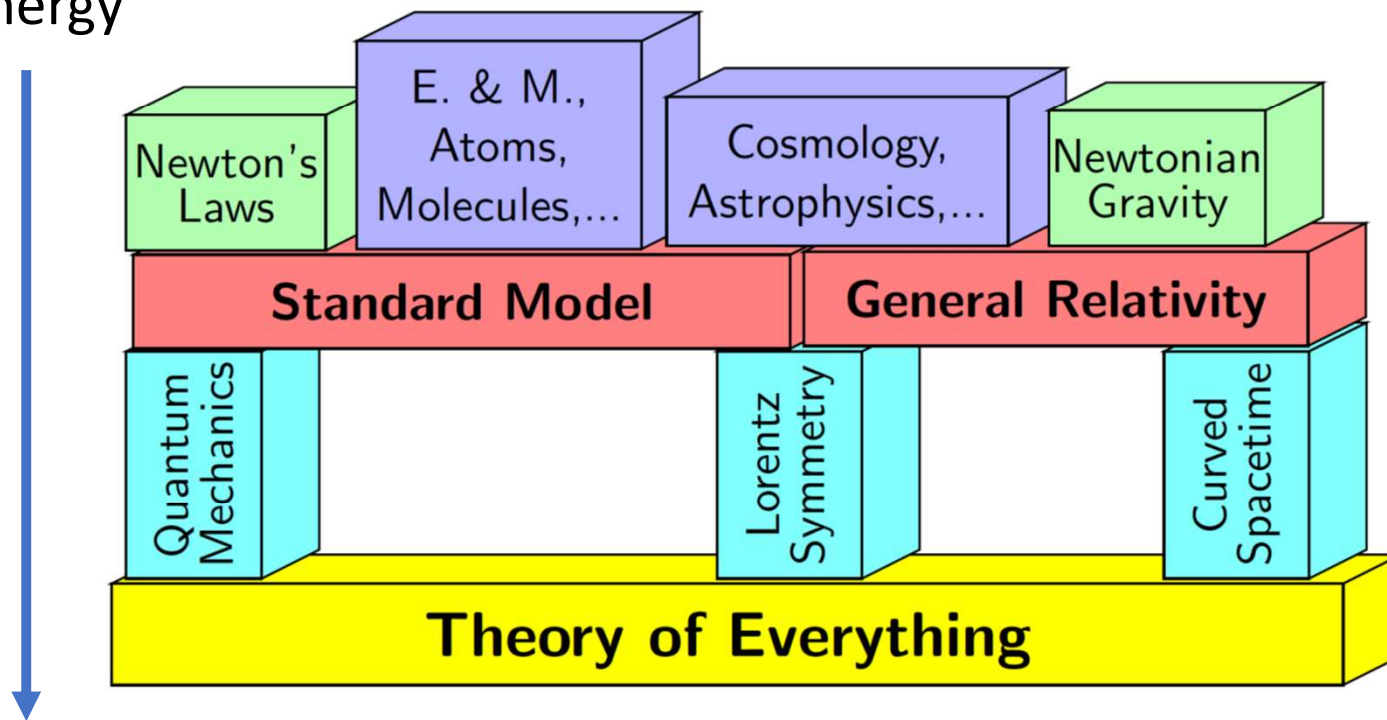 nergy
E. & M.,
Atoms,
Molecules,...
Cosmology,
Astrophysics,...
Newton's
Laws
Newtonian
Gravity
Standard Model
General Relativity
Quantum
Mechanics
Lorentz
Symmetry
Curved
Spacetime
Theory of Everything